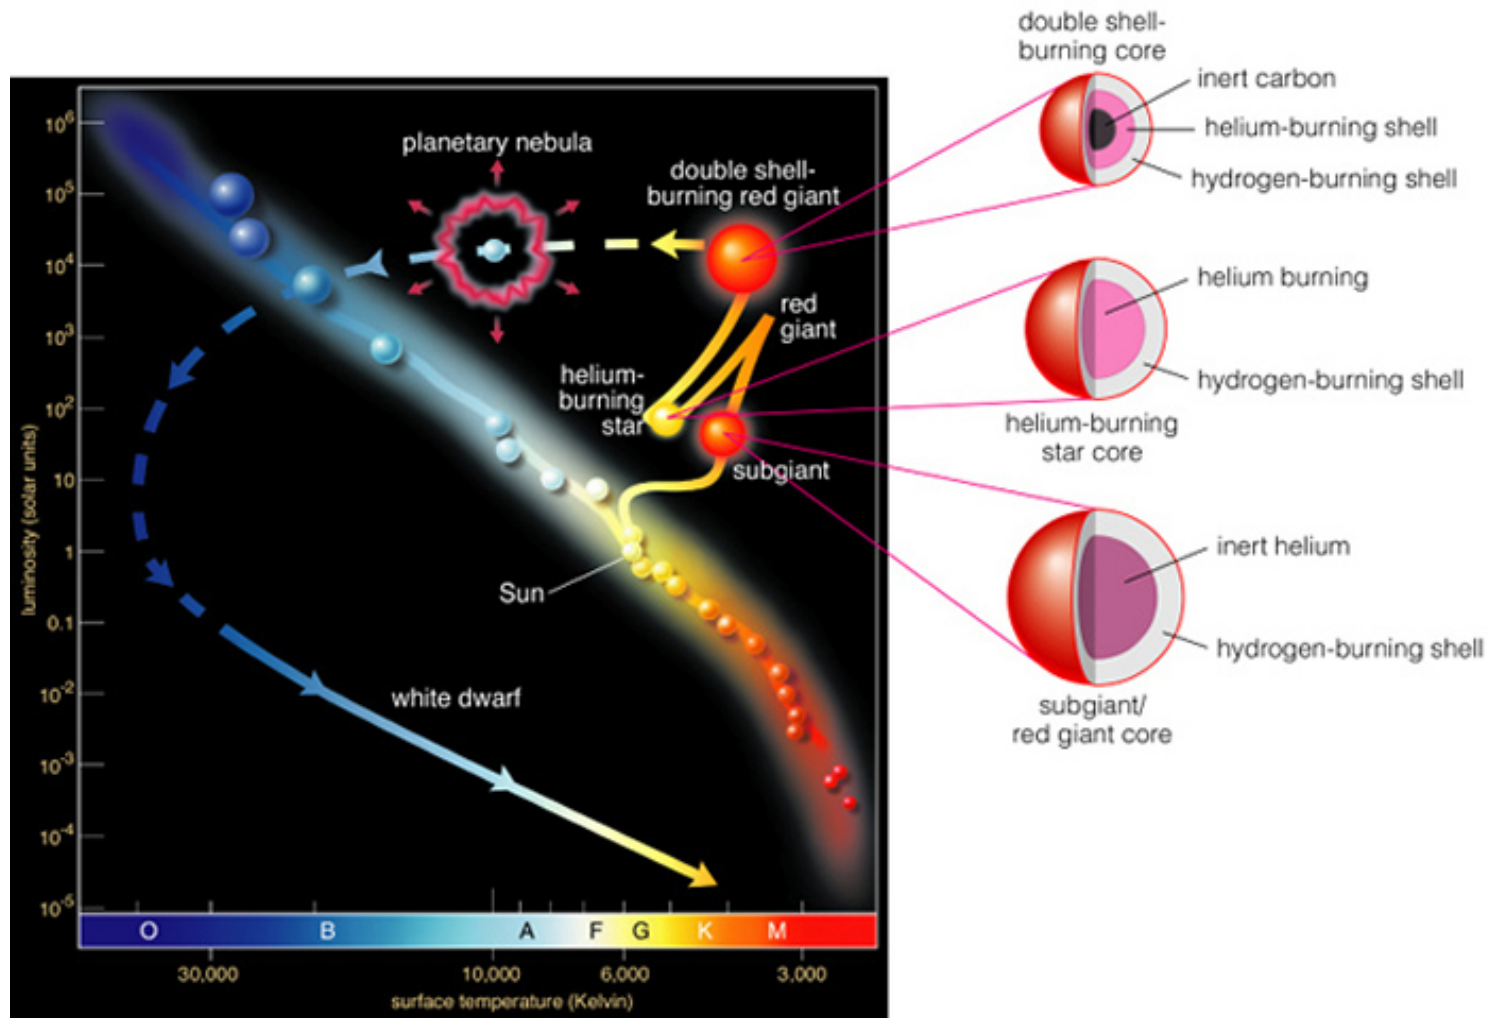 double shell-
burning core
inert carbon
helium-burning shell
hydrogen-burning shell
planetary nebula
double shell-
burning red giant
red
giant
helium-
burning
star
subgiant
helium burning
hydrogen-burning shell
helium-burning
star core
inert helium
hydrogen-burning shell
subgiant/
red giant core
Sun
white dwarf
luminosity (solar units)
10⁶
10⁵
10⁴
10³
10²
10
1
0.1
10⁻²
10⁻³
10⁻⁴
10⁻⁵
O B A F G K M
30,000 10,000 6,000 3,000
surface temperature (Kelvin)